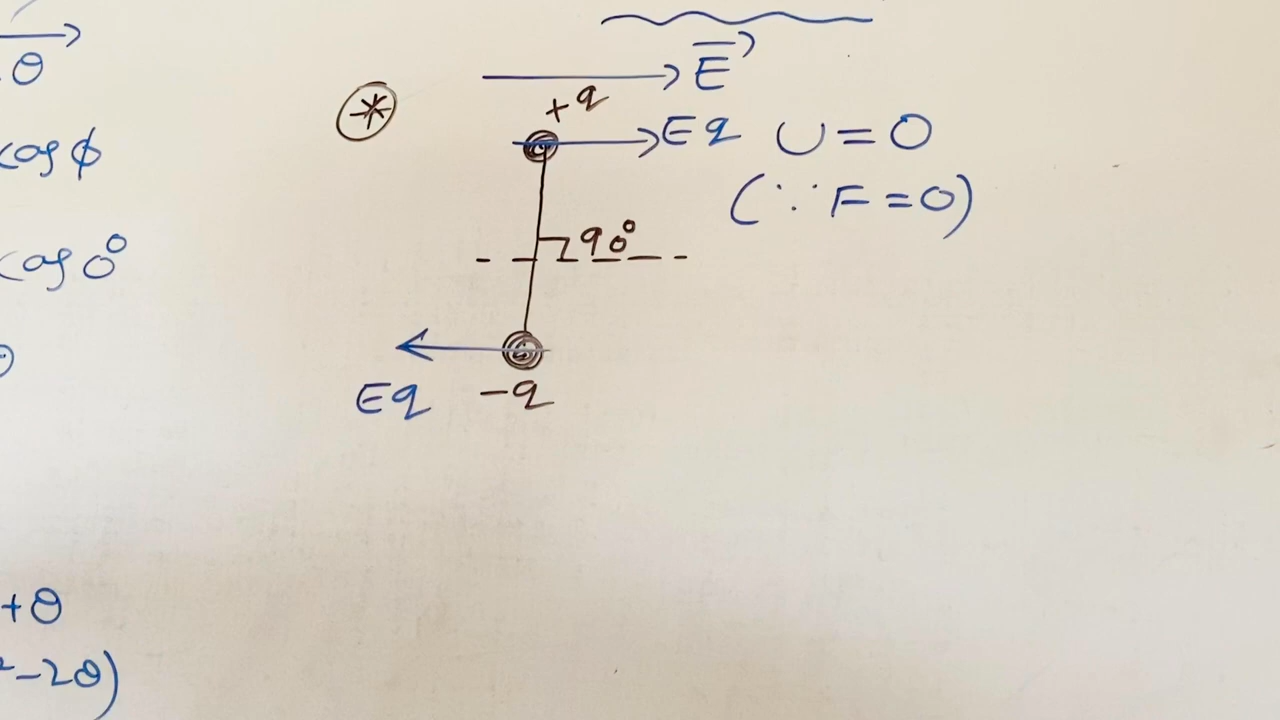 θ
cos ϕ
cos 0°
+θ
-2θ)
*
E
+q
Eq U=0
(∵ F=0)
90°
Eq -q